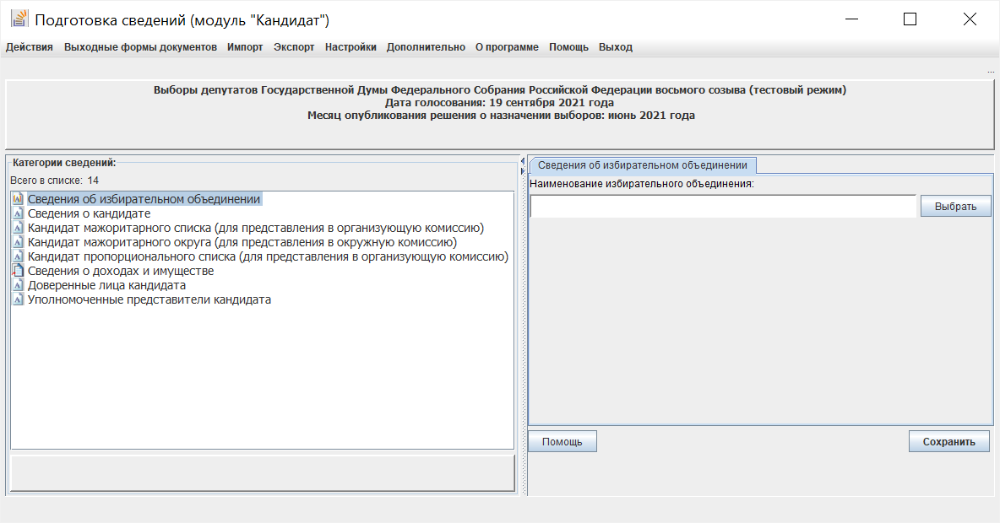 Подготовка сведений (модуль "Кандидат")
Действия Выходные формы документов Импорт Экспорт Настройки Дополнительно О программе Помощь Выход
...
Выборы депутатов Государственной Думы Федерального Собрания Российской Федерации восьмого созыва (тестовый режим)
Дата голосования: 19 сентября 2021 года
Месяц опубликования решения о назначении выборов: июнь 2021 года
Категории сведений:
Всего в списке: 14
Сведения об избирательном объединении
Сведения о кандидате
Кандидат мажоритарного списка (для представления в организующую комиссию)
Кандидат мажоритарного округа (для представления в окружную комиссию)
Кандидат пропорционального списка (для представления в организующую комиссию)
Сведения о доходах и имуществе
Доверенные лица кандидата
Уполномоченные представители кандидата
Сведения об избирательном объединении
Наименование избирательного объединения:
Выбрать
Помощь
Сохранить